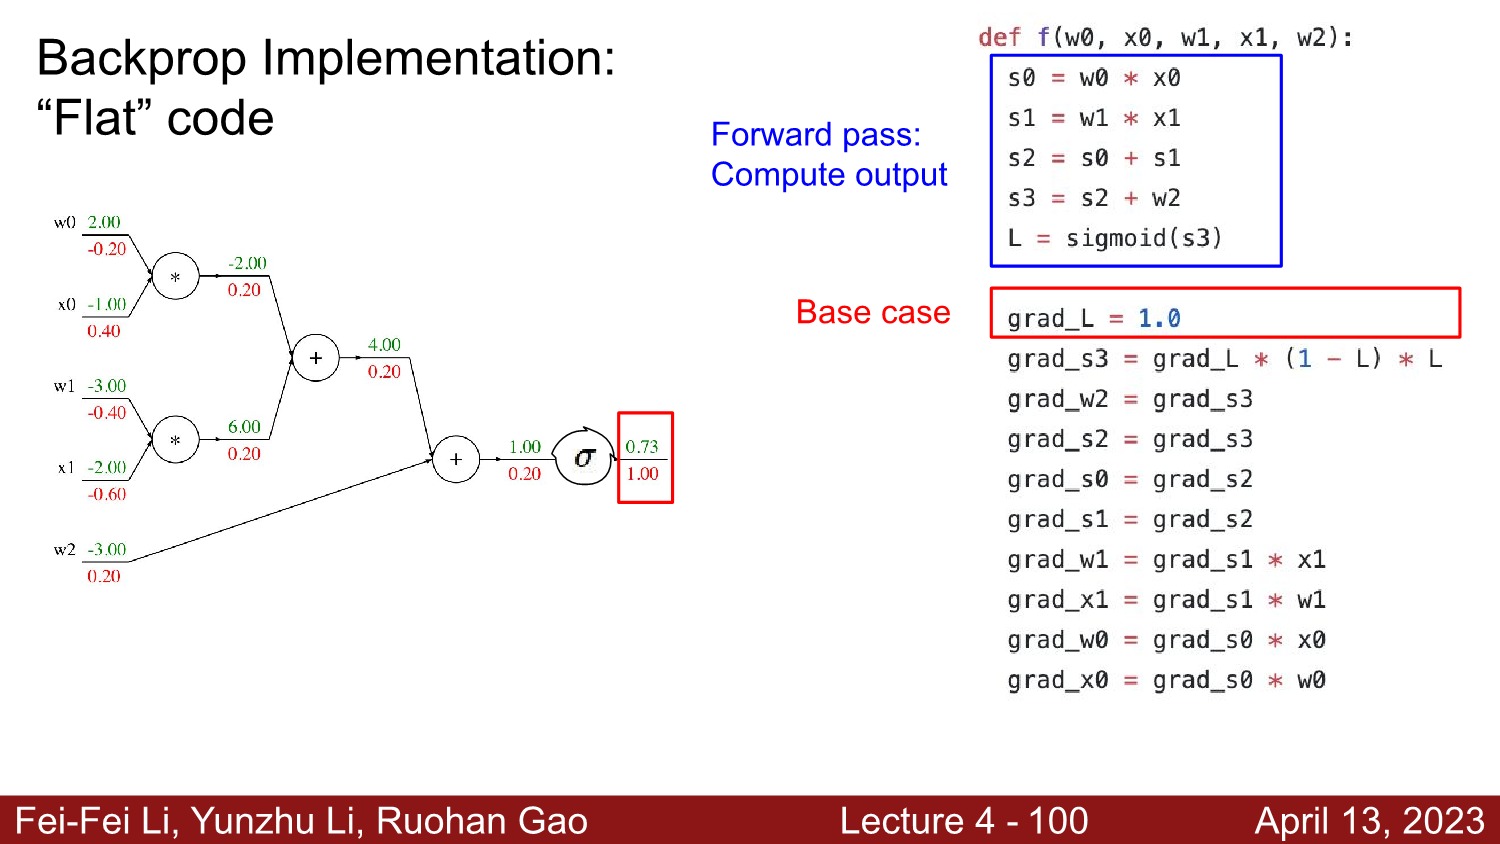 Backprop Implementation:
“Flat” code
Forward pass:
Compute output
Base case
def f(w0, x0, w1, x1, w2):
s0 = w0 * x0
s1 = w1 * x1
s2 = s0 + s1
s3 = s2 + w2
L = sigmoid(s3)
grad_L = 1.0
grad_s3 = grad_L * (1 - L) * L
grad_w2 = grad_s3
grad_s2 = grad_s3
grad_s0 = grad_s2
grad_s1 = grad_s2
grad_w1 = grad_s1 * x1
grad_x1 = grad_s1 * w1
grad_w0 = grad_s0 * x0
grad_x0 = grad_s0 * w0
w0 2.00
-0.20
x0 -1.00
0.40
*
-2.00
0.20
w1 -3.00
-0.40
x1 -2.00
-0.60
*
6.00
0.20
+
4.00
0.20
w2 -3.00
0.20
+
1.00
0.20
σ
0.73
1.00
Fei-Fei Li, Yunzhu Li, Ruohan Gao
Lecture 4 - 100
April 13, 2023